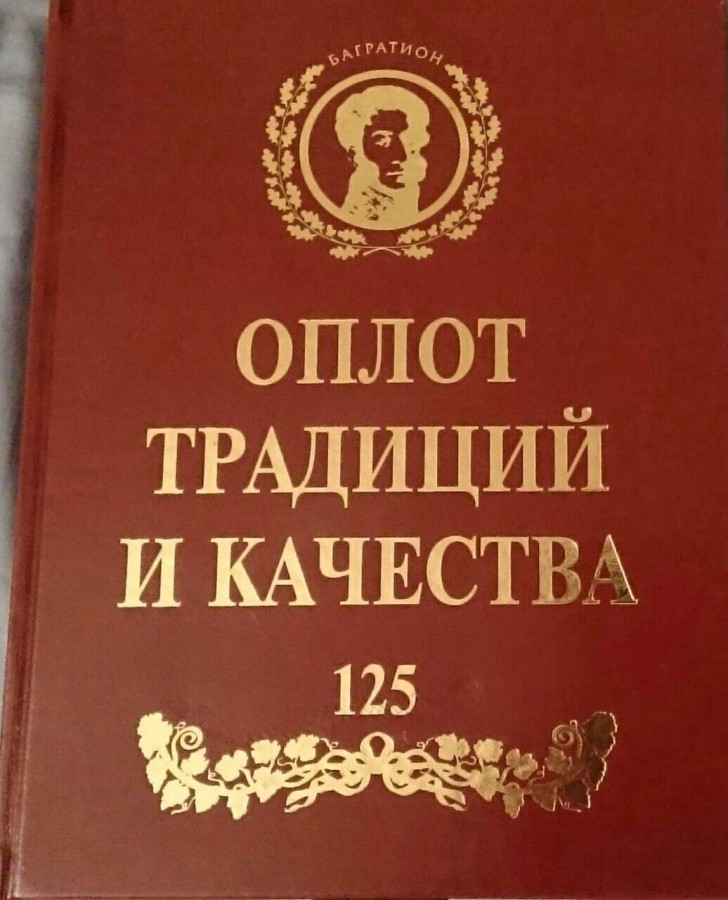 БАГРАТИОН
ОПЛОТ
ТРАДИЦИЙ
И КАЧЕСТВА
125